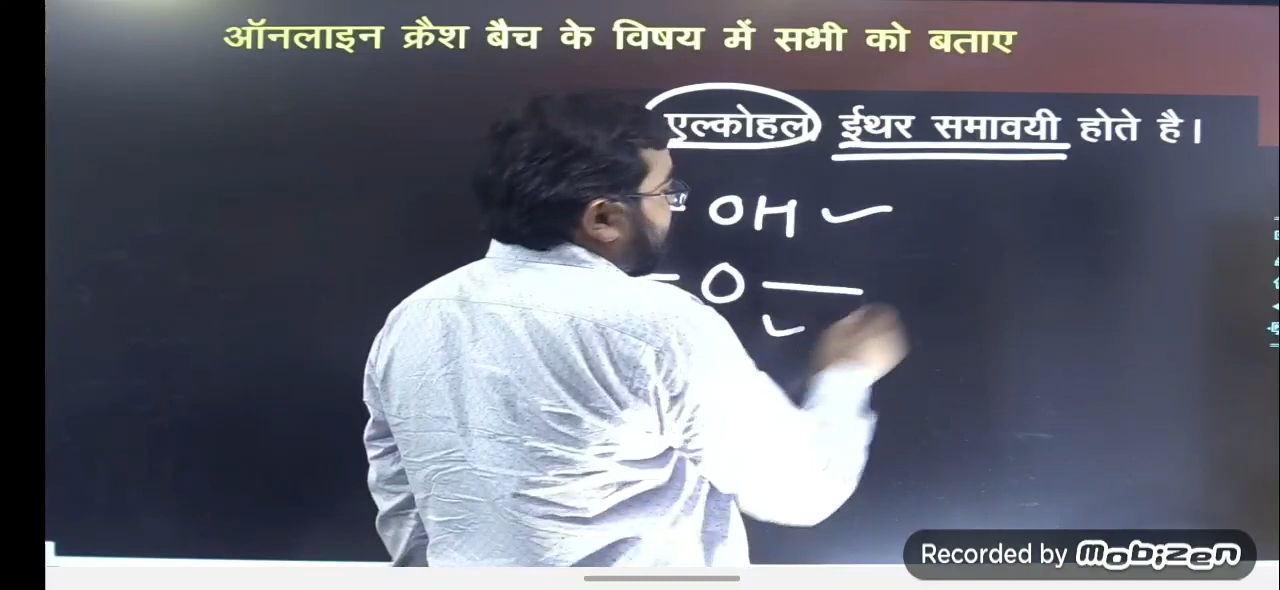 ऑनलाइन क्रैश बैच के विषय में सभी को बताए
एल्कोहल, ईथर समावयी होते है।
- OH
- O -
Recorded by Mobizen